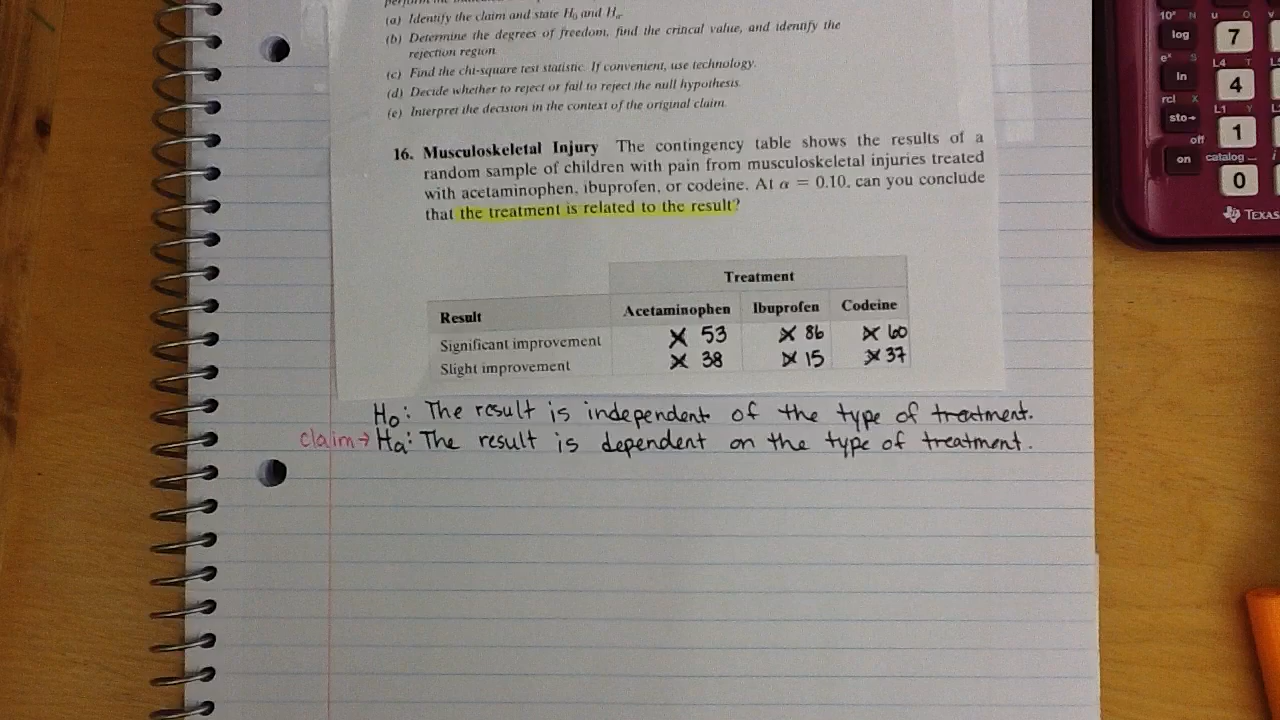 (a) Identify the claim and state H0 and Ha.
(b) Determine the degrees of freedom, find the critical value, and identify the
rejection region.
(c) Find the chi-square test statistic. If convenient, use technology.
(d) Decide whether to reject or fail to reject the null hypothesis.
(e) Interpret the decision in the context of the original claim.
16. Musculoskeletal Injury The contingency table shows the results of a
random sample of children with pain from musculoskeletal injuries treated
with acetaminophen, ibuprofen, or codeine. At α = 0.10, can you conclude
that the treatment is related to the result?
Treatment
Result Acetaminophen Ibuprofen Codeine
Significant improvement 53 86 60
Slight improvement 38 15 37
H0: The result is independent of the type of treatment.
claim→ Ha: The result is dependent on the type of treatment.
10ˣ N u O
log 7
eˣ S L4 T
ln 4
rcl X L1 Y
sto→ 1
off catalog
on 0
TEXAS